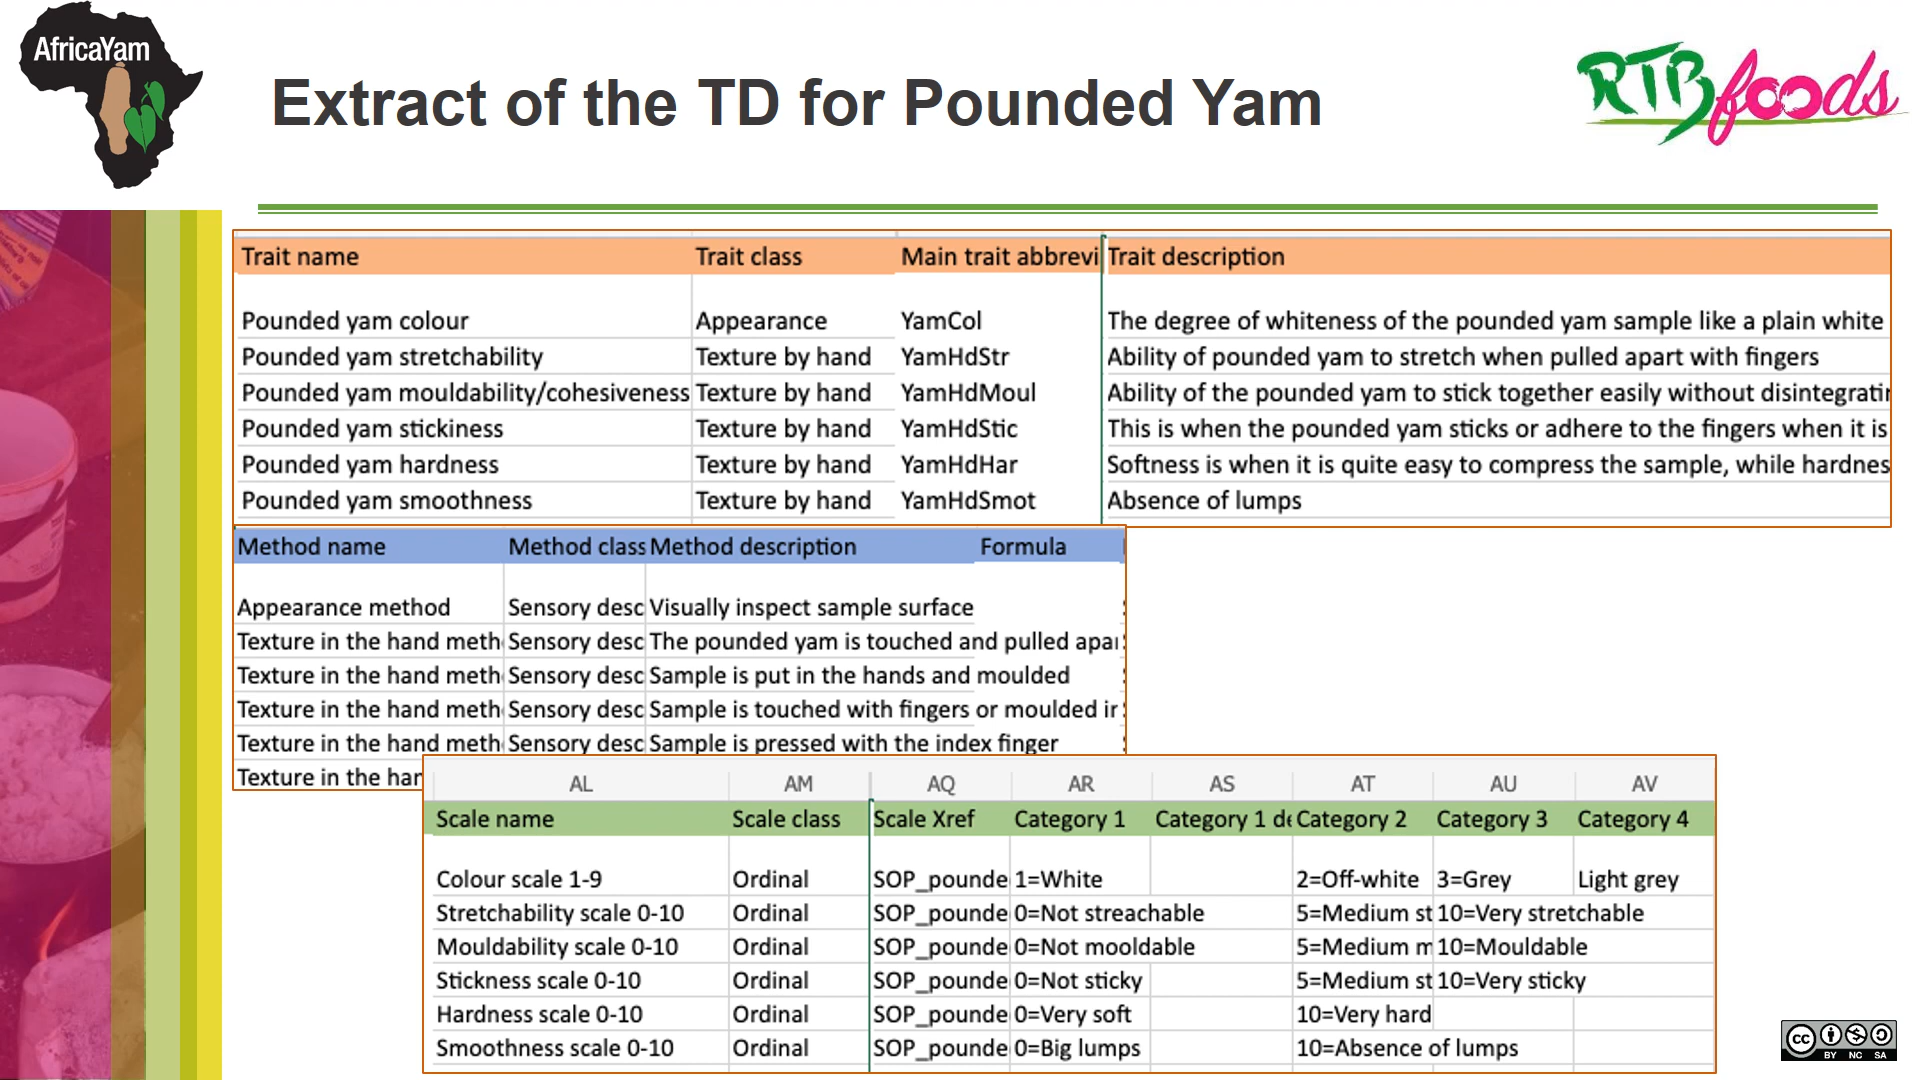 AfricaYam
Extract of the TD for Pounded Yam
RTBfoods
Trait name Trait class Main trait abbrevi Trait description
Pounded yam colour Appearance YamCol The degree of whiteness of the pounded yam sample like a plain white
Pounded yam stretchability Texture by hand YamHdStr Ability of pounded yam to stretch when pulled apart with fingers
Pounded yam mouldability/cohesiveness Texture by hand YamHdMoul Ability of the pounded yam to stick together easily without disintegratin
Pounded yam stickiness Texture by hand YamHdStic This is when the pounded yam sticks or adhere to the fingers when it is
Pounded yam hardness Texture by hand YamHdHar Softness is when it is quite easy to compress the sample, while hardnes
Pounded yam smoothness Texture by hand YamHdSmot Absence of lumps
Method name Method class Method description Formula
Appearance method Sensory desc Visually inspect sample surface
Texture in the hand meth Sensory desc The pounded yam is touched and pulled apar
Texture in the hand meth Sensory desc Sample is put in the hands and moulded
Texture in the hand meth Sensory desc Sample is touched with fingers or moulded in
Texture in the hand meth Sensory desc Sample is pressed with the index finger
Texture in the har
AL AM AQ AR AS AT AU AV
Scale name Scale class Scale Xref Category 1 Category 1 de Category 2 Category 3 Category 4
Colour scale 1-9 Ordinal SOP_pounde 1=White 2=Off-white 3=Grey Light grey
Stretchability scale 0-10 Ordinal SOP_pounde 0=Not streachable 5=Medium st 10=Very stretchable
Mouldability scale 0-10 Ordinal SOP_pounde 0=Not mooldable 5=Medium m 10=Mouldable
Stickness scale 0-10 Ordinal SOP_pounde 0=Not sticky 5=Medium st 10=Very sticky
Hardness scale 0-10 Ordinal SOP_pounde 0=Very soft 10=Very hard
Smoothness scale 0-10 Ordinal SOP_pounde 0=Big lumps 10=Absence of lumps
CC BY NC SA